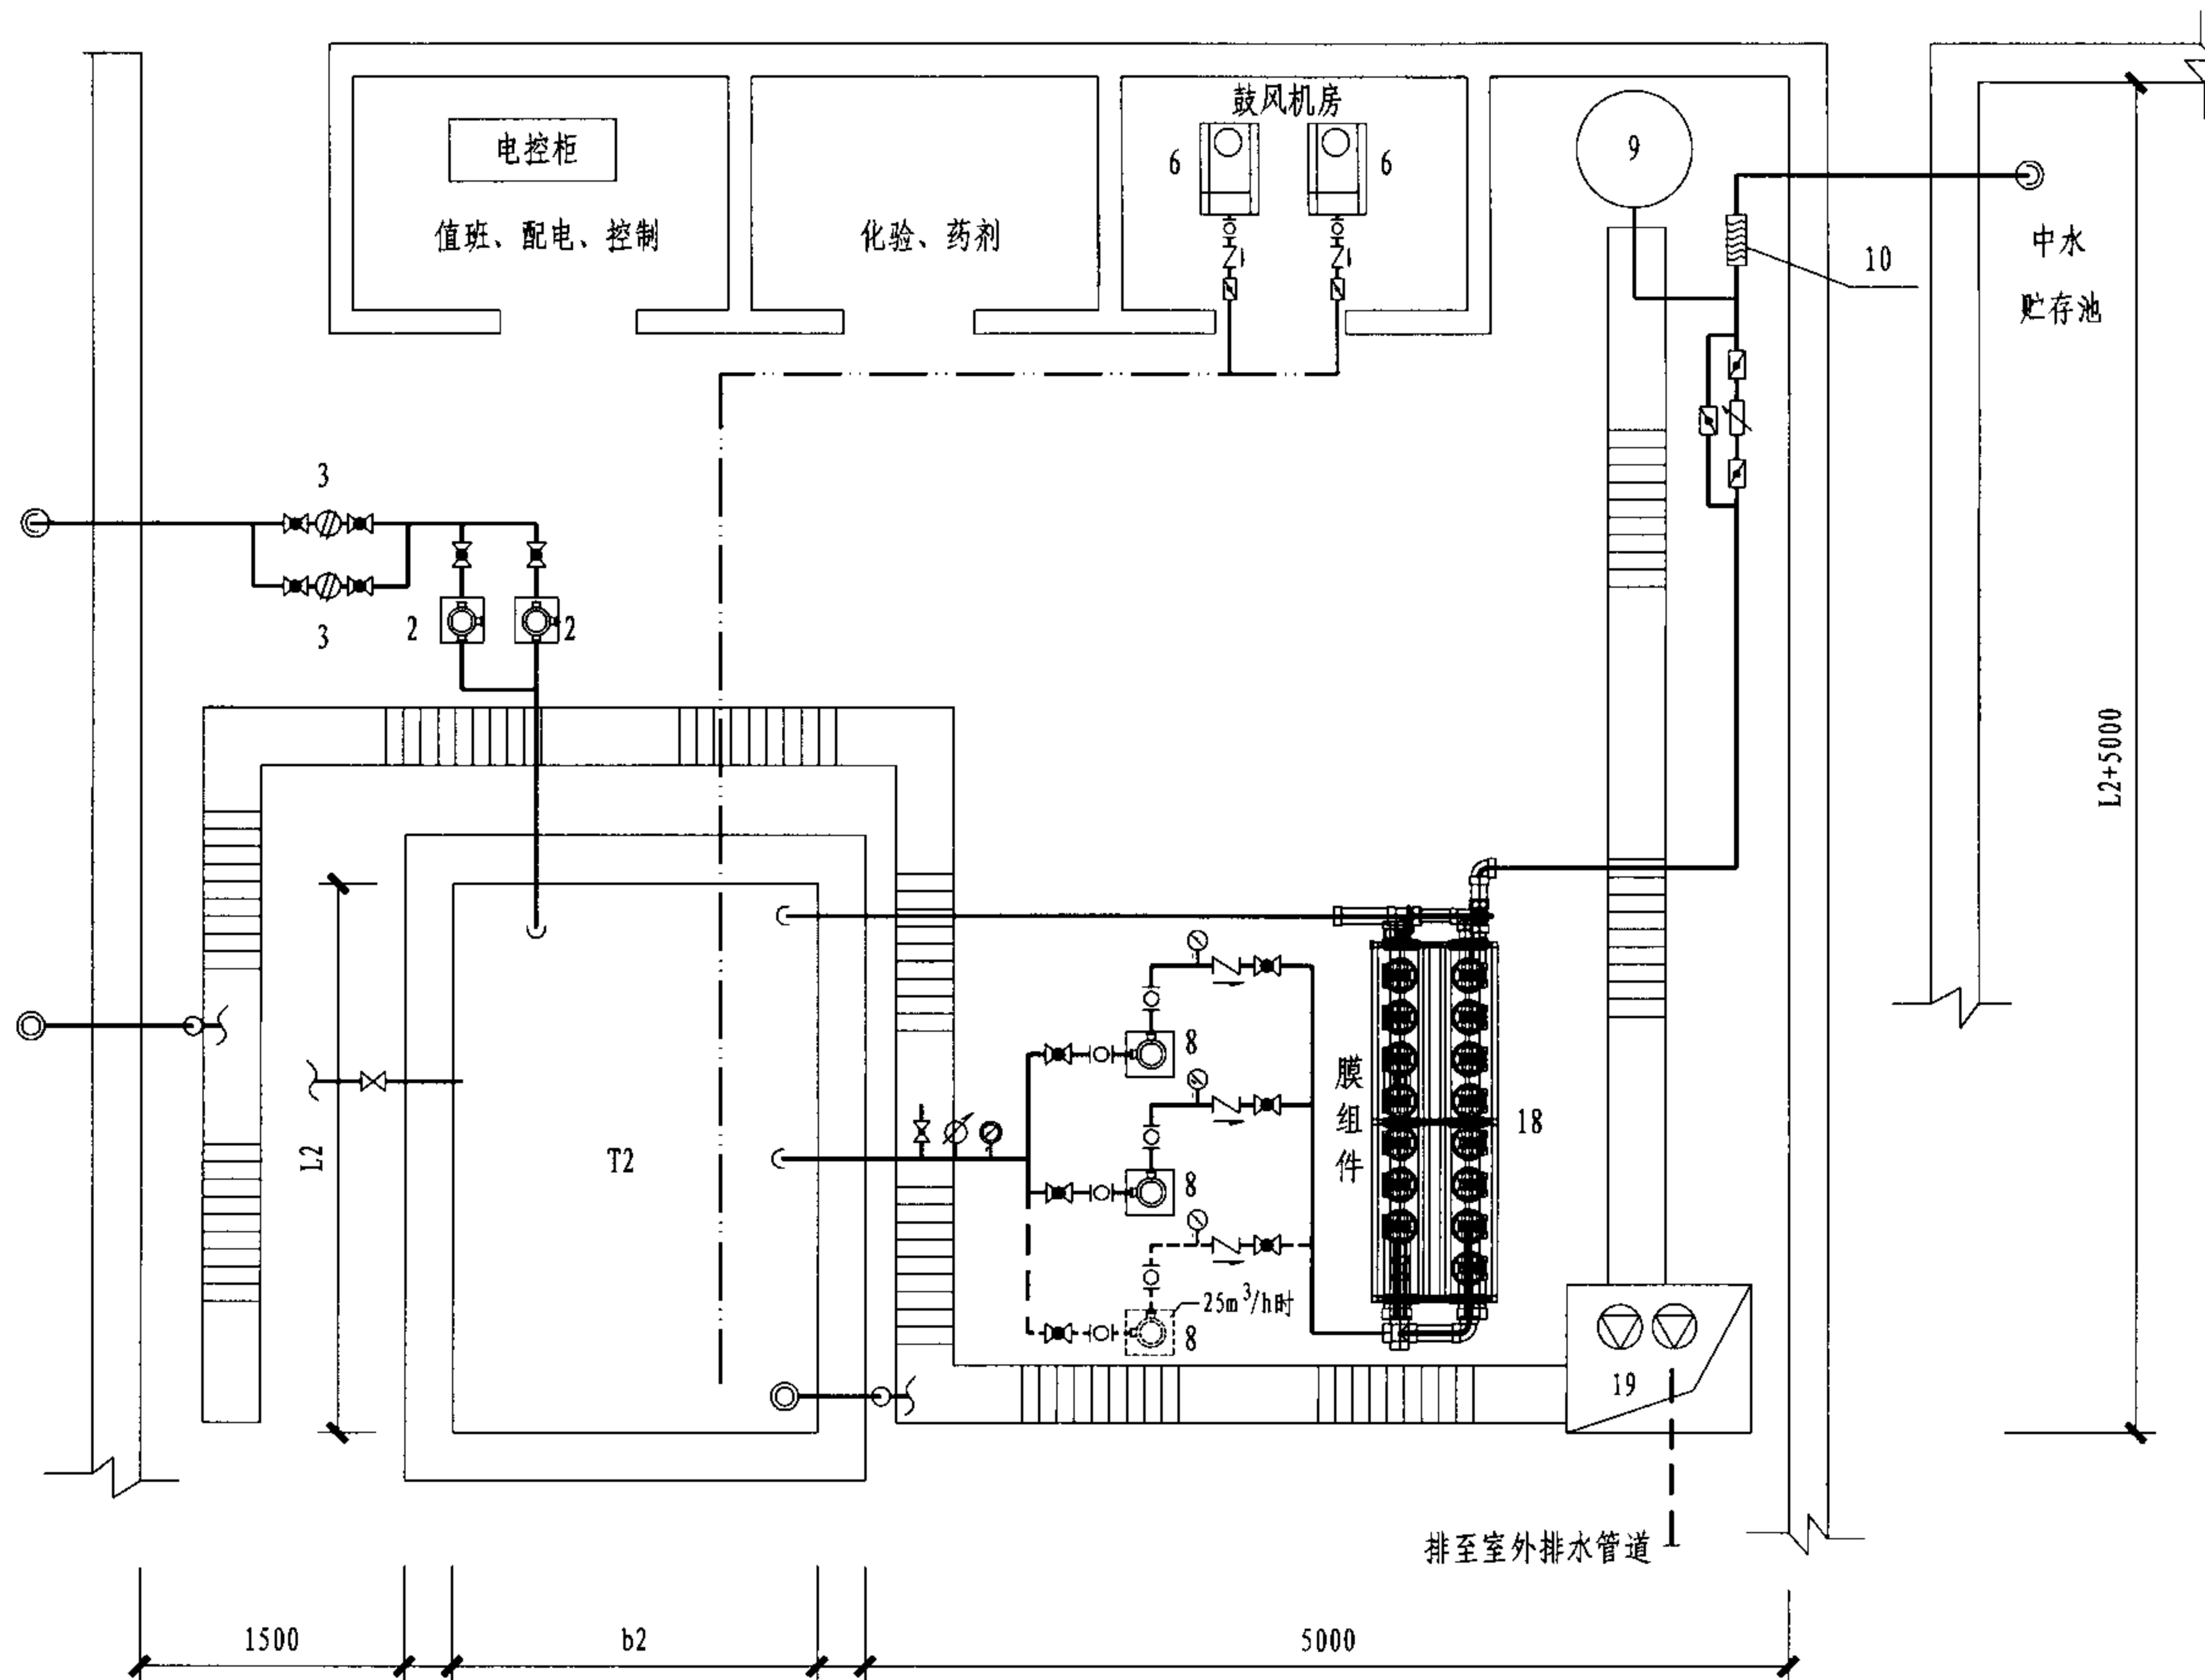 鼓风机房
电控柜
6
6
9
值班、配电、控制
化验、药剂
10
中水
贮存池
3
3
2
2
L2+5000
8
膜组件
18
L2
T2
8
25m³/h时
8
19
排至室外排水管道
1500
b2
5000